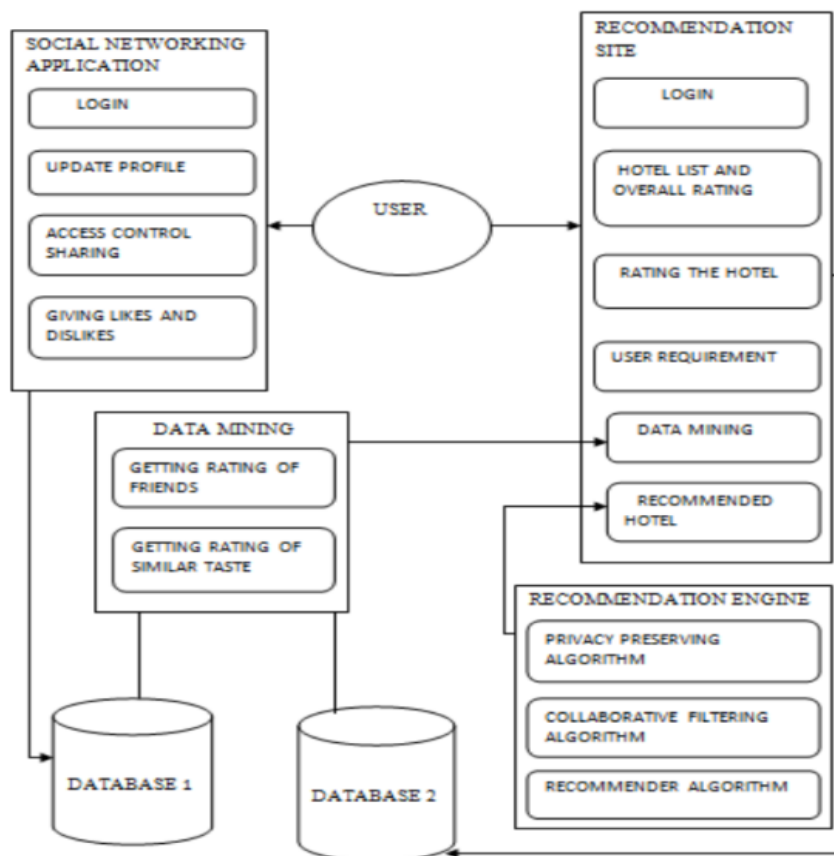 SOCIAL NETWORKING
APPLICATION
LOGIN
UPDATE PROFILE
ACCESS CONTROL
SHARING
GIVING LIKES AND
DISLIKES
USER
RECOMMENDATION
SITE
LOGIN
HOTEL LIST AND
OVERALL RATING
RATING THE HOTEL
USER REQUIREMENT
DATA MINING
RECOMMENDED
HOTEL
DATA MINING
GETTING RATING OF
FRIENDS
GETTING RATING OF
SIMILAR TASTE
RECOMMENDATION ENGINE
PRIVACY PRESERVING
ALGORITHM
COLLABORATIVE FILTERING
ALGORITHM
RECOMMENDER ALGORITHM
DATABASE 1
DATABASE 2